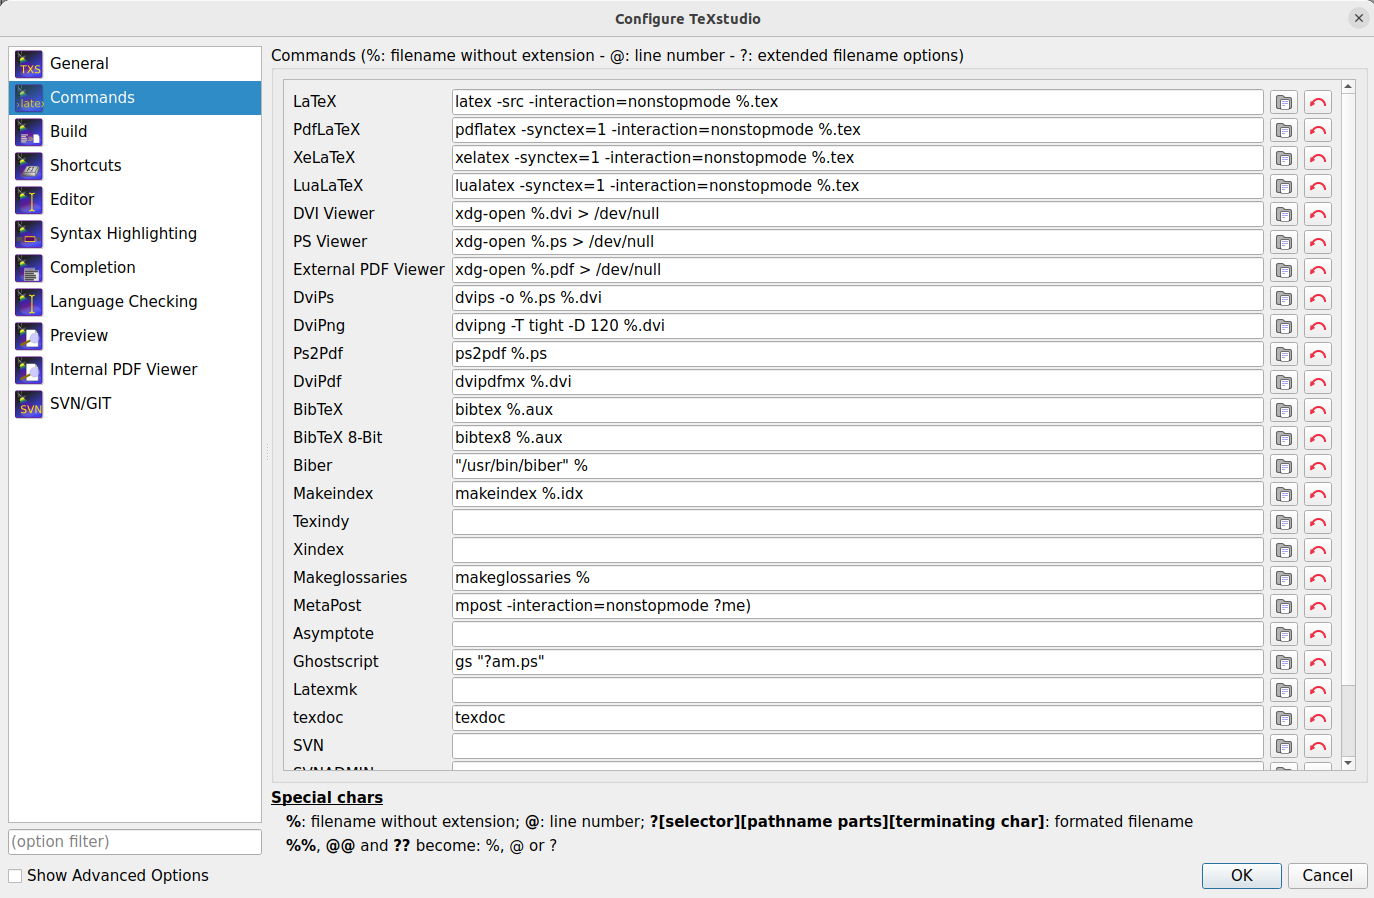 Configure TeXstudio
General
Commands
Build
Shortcuts
Editor
Syntax Highlighting
Completion
Language Checking
Preview
Internal PDF Viewer
SVN/GIT
(option filter)
Show Advanced Options
Commands (%: filename without extension - @: line number - ?: extended filename options)
LaTeX latex -src -interaction=nonstopmode %.tex
PdfLaTeX pdflatex -synctex=1 -interaction=nonstopmode %.tex
XeLaTeX xelatex -synctex=1 -interaction=nonstopmode %.tex
LuaLaTeX lualatex -synctex=1 -interaction=nonstopmode %.tex
DVI Viewer xdg-open %.dvi > /dev/null
PS Viewer xdg-open %.ps > /dev/null
External PDF Viewer xdg-open %.pdf > /dev/null
DviPs dvips -o %.ps %.dvi
DviPng dvipng -T tight -D 120 %.dvi
Ps2Pdf ps2pdf %.ps
DviPdf dvipdfmx %.dvi
BibTeX bibtex %.aux
BibTeX 8-Bit bibtex8 %.aux
Biber "/usr/bin/biber" %
Makeindex makeindex %.idx
Texindy
Xindex
Makeglossaries makeglossaries %
MetaPost mpost -interaction=nonstopmode ?me)
Asymptote
Ghostscript gs "?am.ps"
Latexmk
texdoc texdoc
SVN
SVNADMIN
Special chars
%: filename without extension; @: line number; ?[selector][pathname parts][terminating char]: formated filename
%%, @@ and ?? become: %, @ or ?
OK Cancel